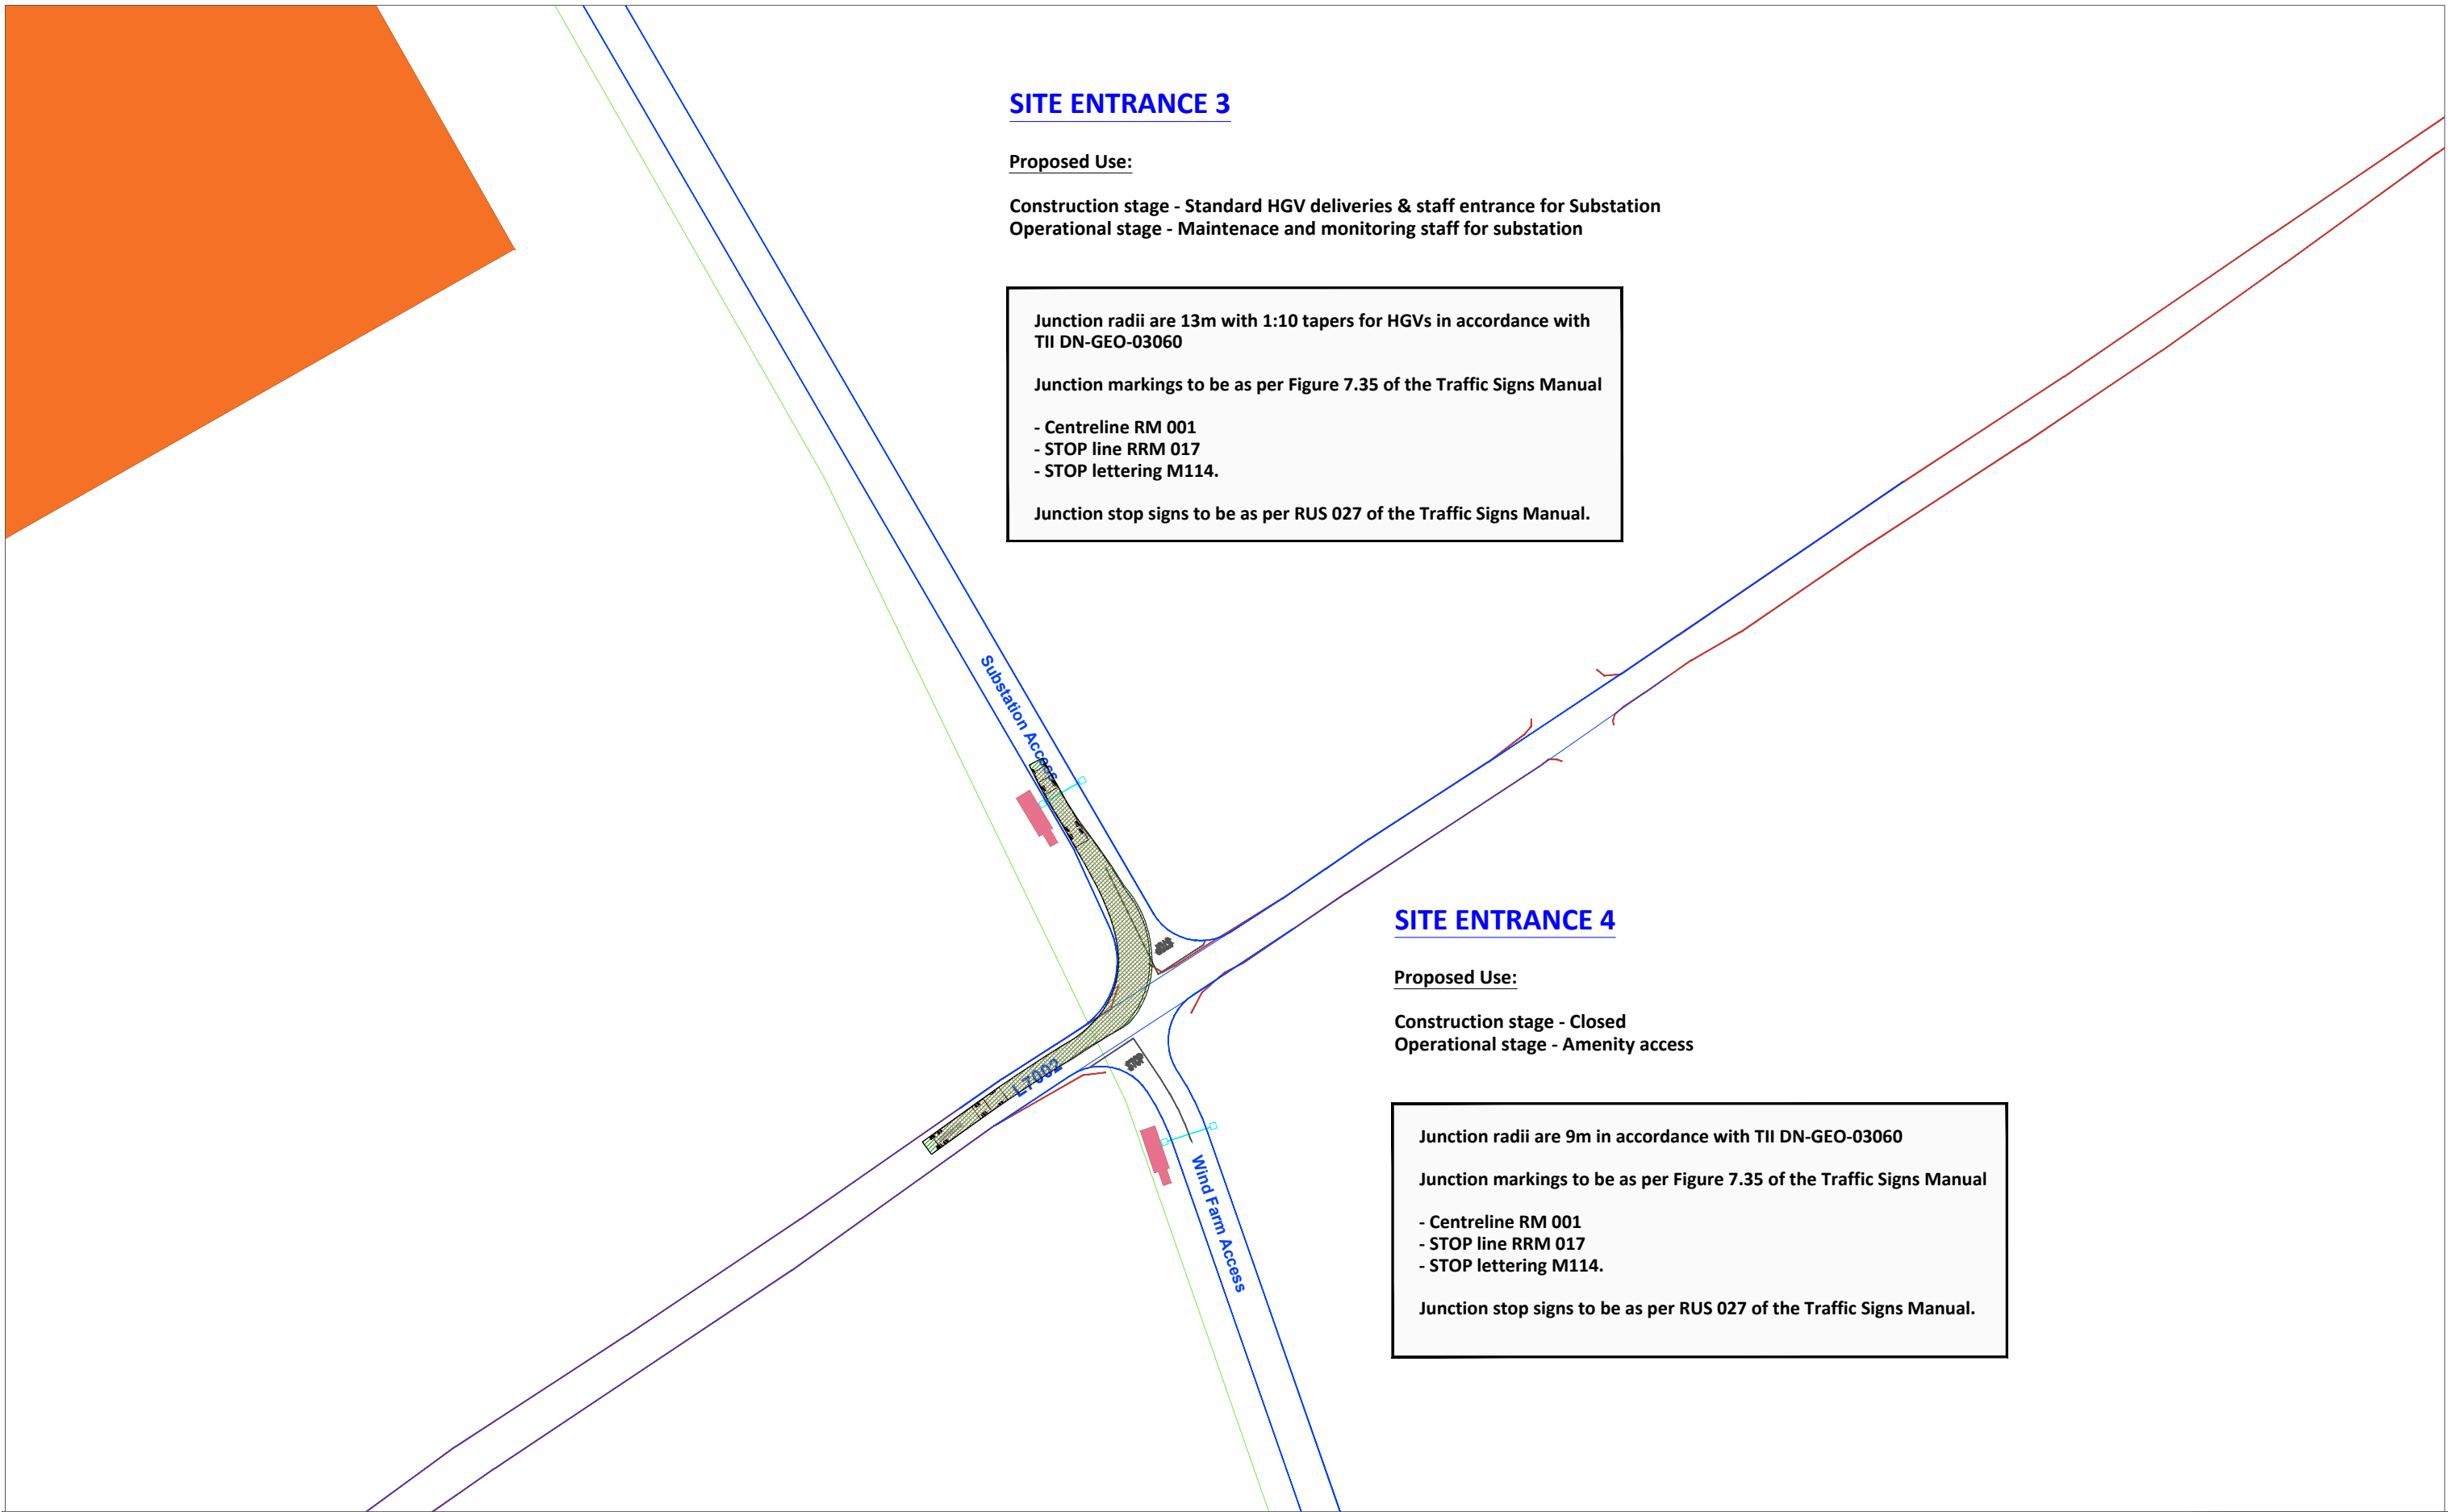 SITE ENTRANCE 3
Proposed Use:
Construction stage - Standard HGV deliveries & staff entrance for Substation
Operational stage - Maintenace and monitoring staff for substation
Junction radii are 13m with 1:10 tapers for HGVs in accordance with
TII DN-GEO-03060
Junction markings to be as per Figure 7.35 of the Traffic Signs Manual
- Centreline RM 001
- STOP line RRM 017
- STOP lettering M114.
Junction stop signs to be as per RUS 027 of the Traffic Signs Manual.
Substation Access
STOP
L7002
STOP
Wind Farm Access
SITE ENTRANCE 4
Proposed Use:
Construction stage - Closed
Operational stage - Amenity access
Junction radii are 9m in accordance with TII DN-GEO-03060
Junction markings to be as per Figure 7.35 of the Traffic Signs Manual
- Centreline RM 001
- STOP line RRM 017
- STOP lettering M114.
Junction stop signs to be as per RUS 027 of the Traffic Signs Manual.